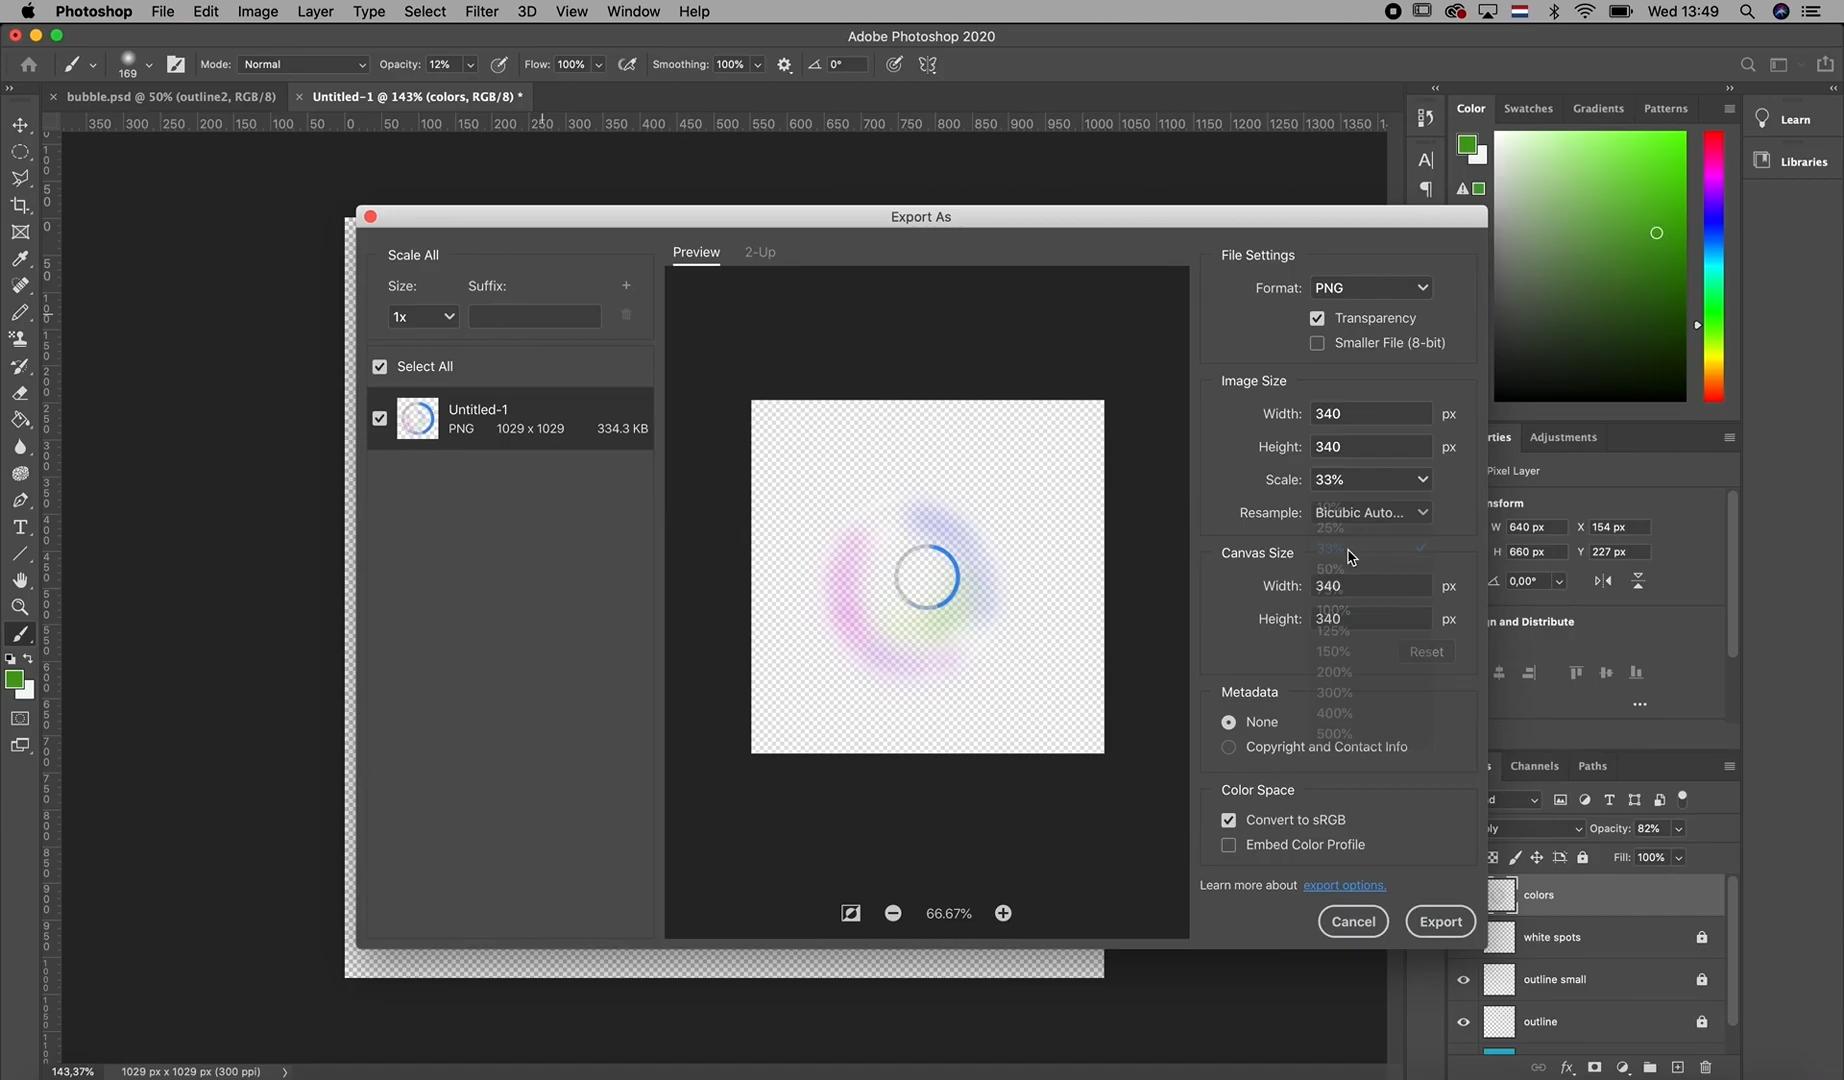 Photoshop File Edit Image Layer Type Select Filter 3D View Window Help Wed 13:49
Adobe Photoshop 2020
169 Mode: Normal Opacity: 12% Flow: 100% Smoothing: 100% 0°
bubble.psd @ 50% (outline2, RGB/8) Untitled-1 @ 143% (colors, RGB/8) *
Color Swatches Gradients Patterns
Learn
350 300 250 200 150 100 50 0 50 100 150 200 250 300 350 400 450 500 550 600 650 700 750 800 850 900 950 1000 1050 1100 1150 1200 1250 1300 1350
Libraries
Export As
Scale All
Size: Suffix:
1x
Select All
Untitled-1
PNG 1029 x 1029 334.3 KB
Preview 2-Up
66.67%
File Settings
Format: PNG
Transparency
Smaller File (8-bit)
Image Size
Width: 340 px
Height: 340 px
Scale: 33%
Resample: Bicubic Auto...
10%
25%
33%
50%
75%
100%
125%
150%
200%
300%
400%
500%
Canvas Size
Width: 340 px
Height: 340 px
Reset
Metadata
None
Copyright and Contact Info
Color Space
Convert to sRGB
Embed Color Profile
Learn more about export options.
Cancel Export
rties Adjustments
Pixel Layer
nsform
W 640 px X 154 px
H 660 px Y 227 px
0,00°
gn and Distribute
s Channels Paths
d
ply Opacity: 82%
Fill: 100%
colors
white spots
outline small
outline
fx
143,37% 1029 px x 1029 px (300 ppi)